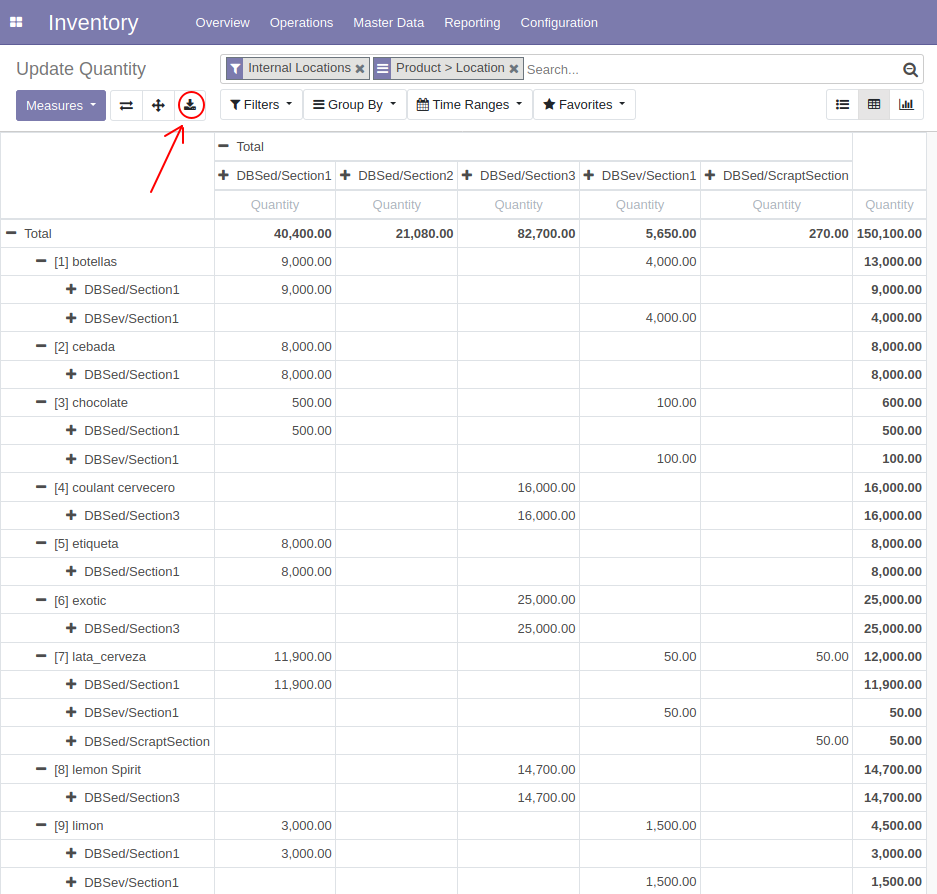 Inventory Overview Operations Master Data Reporting Configuration
Update Quantity Internal Locations Product > Location Search...
Measures Filters Group By Time Ranges Favorites
Total
DBSed/Section1 DBSed/Section2 DBSed/Section3 DBSev/Section1 DBSed/ScraptSection
Quantity Quantity Quantity Quantity Quantity Quantity
Total 40,400.00 21,080.00 82,700.00 5,650.00 270.00 150,100.00
[1] botellas 9,000.00 4,000.00 13,000.00
DBSed/Section1 9,000.00 9,000.00
DBSev/Section1 4,000.00 4,000.00
[2] cebada 8,000.00 8,000.00
DBSed/Section1 8,000.00 8,000.00
[3] chocolate 500.00 100.00 600.00
DBSed/Section1 500.00 500.00
DBSev/Section1 100.00 100.00
[4] coulant cervecero 16,000.00 16,000.00
DBSed/Section3 16,000.00 16,000.00
[5] etiqueta 8,000.00 8,000.00
DBSed/Section1 8,000.00 8,000.00
[6] exotic 25,000.00 25,000.00
DBSed/Section3 25,000.00 25,000.00
[7] lata_cerveza 11,900.00 50.00 50.00 12,000.00
DBSed/Section1 11,900.00 11,900.00
DBSev/Section1 50.00 50.00
DBSed/ScraptSection 50.00 50.00
[8] lemon Spirit 14,700.00 14,700.00
DBSed/Section3 14,700.00 14,700.00
[9] limon 3,000.00 1,500.00 4,500.00
DBSed/Section1 3,000.00 3,000.00
DBSev/Section1 1,500.00 1,500.00